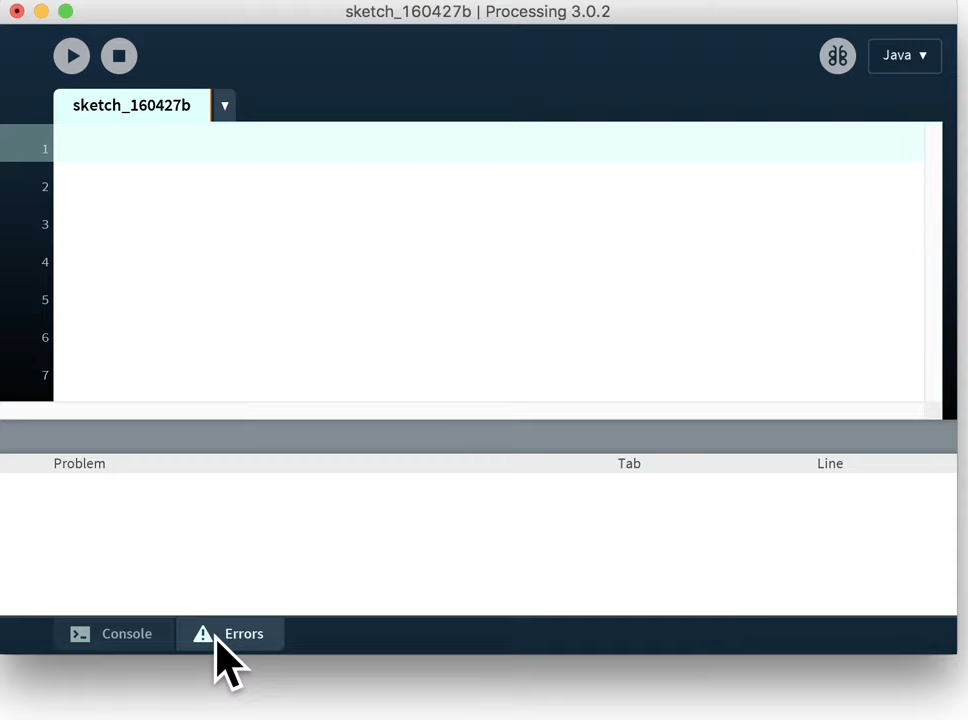 sketch_160427b | Processing 3.0.2
Java ▼
sketch_160427b ▼
1
2
3
4
5
6
7
Problem Tab Line
>_ Console Errors